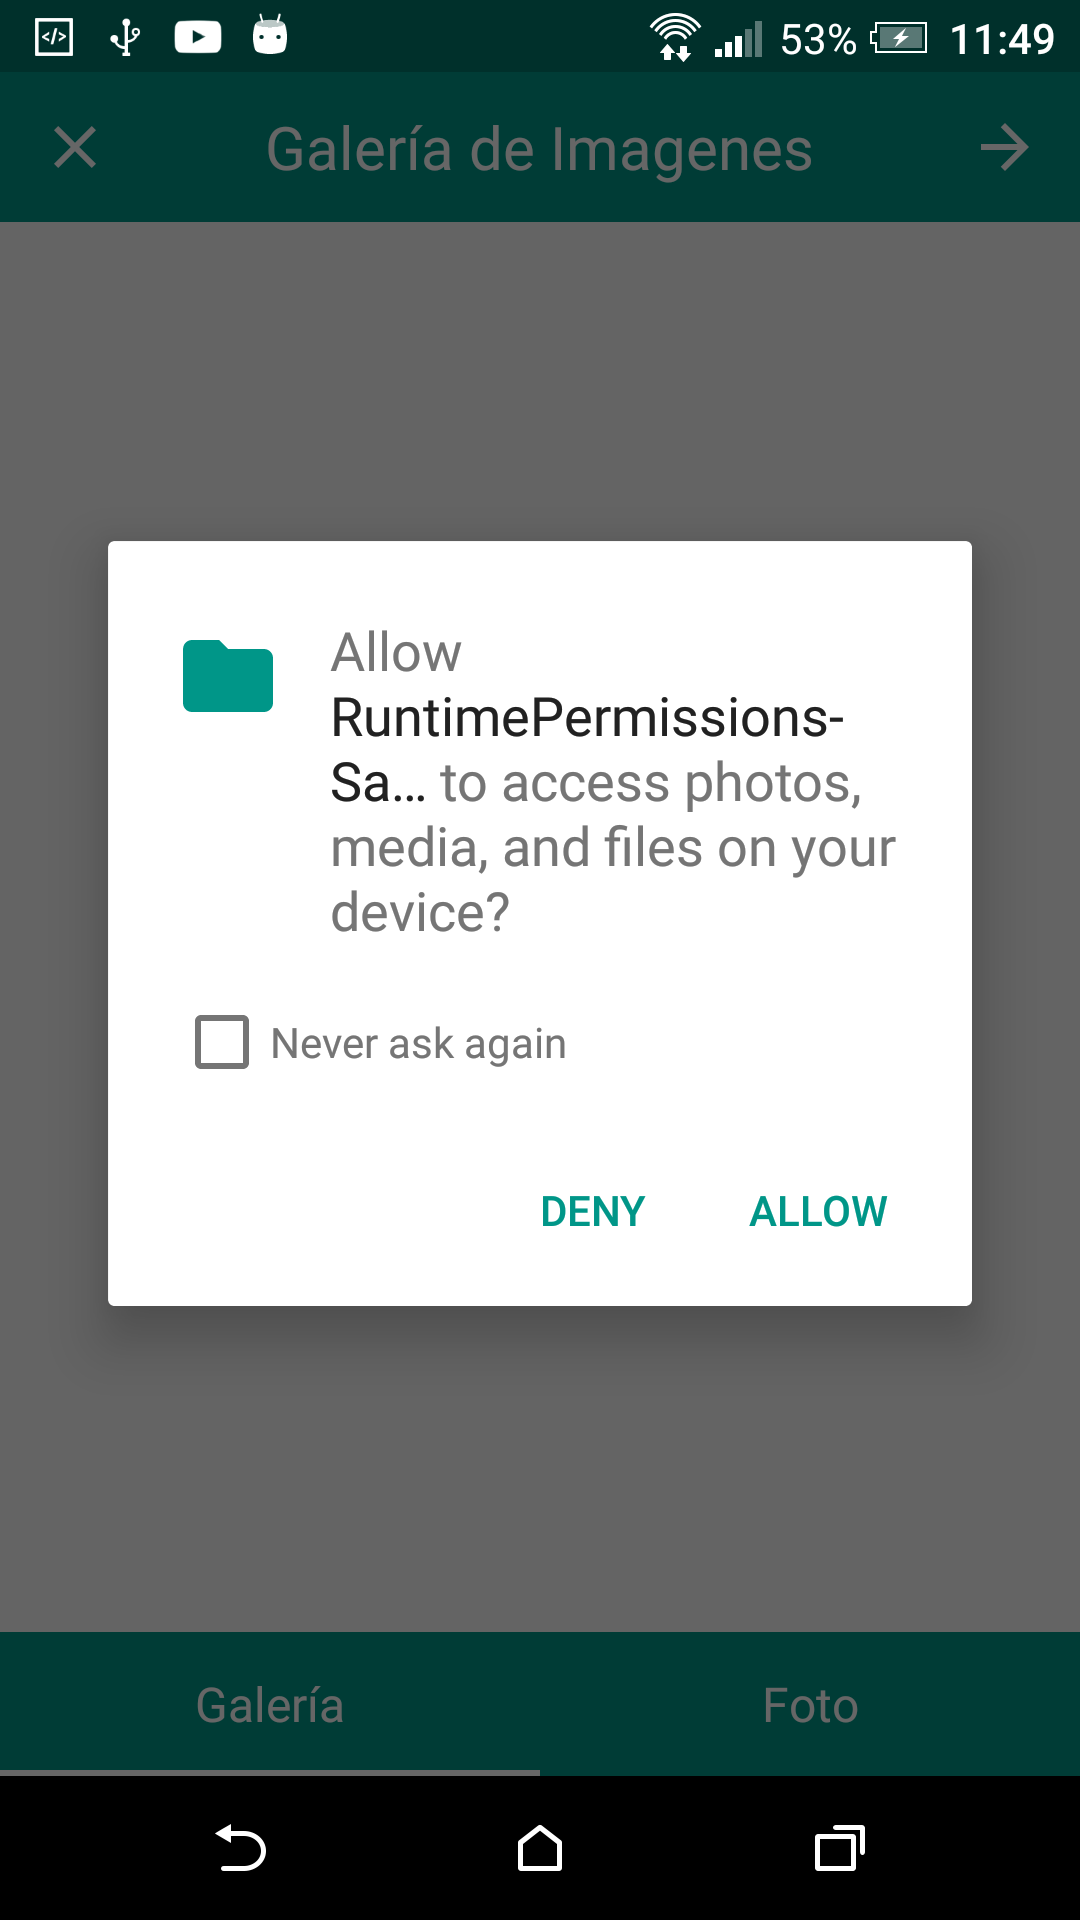 53% 11:49
Galería de Imagenes
Allow
RuntimePermissions-
Sa... to access photos,
media, and files on your
device?
Never ask again
DENY ALLOW
Galería Foto